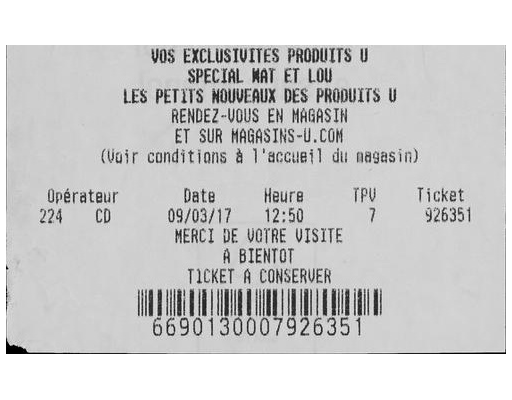 VOS EXCLUSIVITES PRODUITS U
SPECIAL MAT ET LOU
LES PETITS NOUVEAUX DES PRODUITS U
RENDEZ-VOUS EN MAGASIN
ET SUR MAGASINS-U.COM
(Voir conditions à l'accueil du magasin)
Opérateur Date Heure TPV Ticket
224 CD 09/03/17 12:50 7 926351
MERCI DE VOTRE VISITE
A BIENTOT
TICKET A CONSERVER
6690130007926351